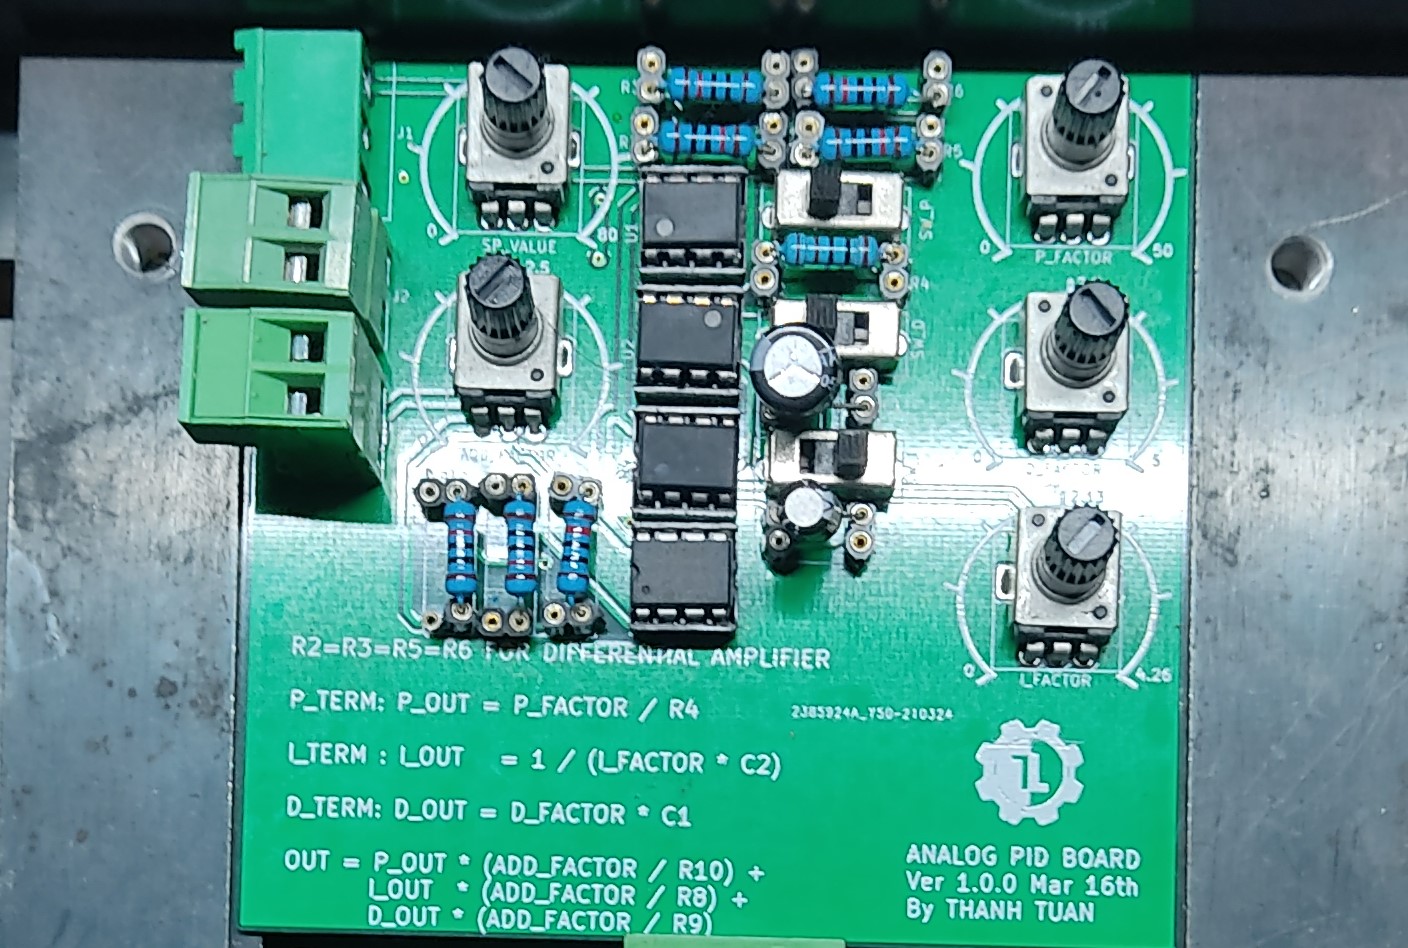 J1
R3
R6
R5
0
80
SP_VALUE
U1
SW_P
0
50
P_FACTOR
J2
R4
SW_D
0
5
D_FACTOR
0
4.26
I_FACTOR
R2=R3=R5=R6 FOR DIFFERENTIAL AMPLIFIER
P_TERM: P_OUT = P_FACTOR / R4
2385924A_Y50-210324
I_TERM : I_OUT = 1 / (I_FACTOR * C2)
D_TERM: D_OUT = D_FACTOR * C1
OUT = P_OUT * (ADD_FACTOR / R10) +
I_OUT * (ADD_FACTOR / R8) +
D_OUT * (ADD_FACTOR / R9)
ANALOG PID BOARD
Ver 1.0.0 Mar 16th
By THANH TUAN